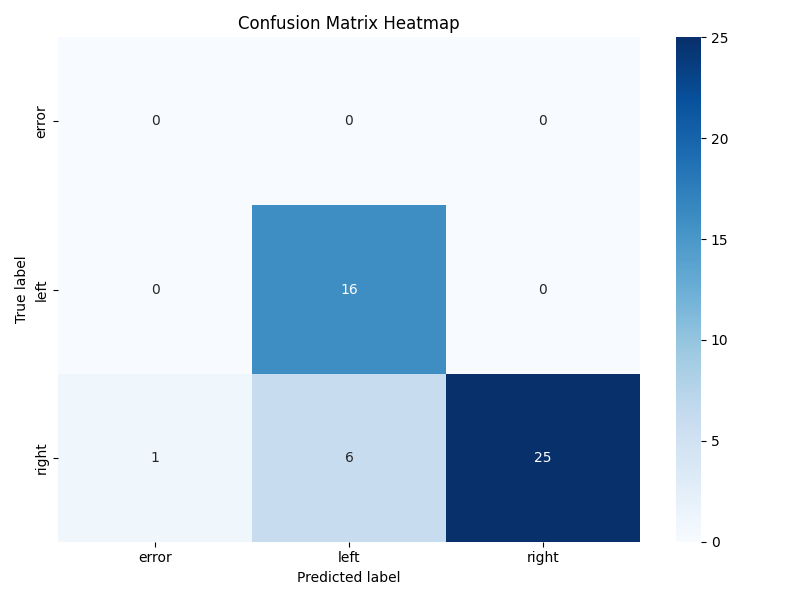 Confusion Matrix Heatmap
True label
error
0 0 0
left
0 16 0
right
1 6 25
error left right
Predicted label
25
20
15
10
5
0